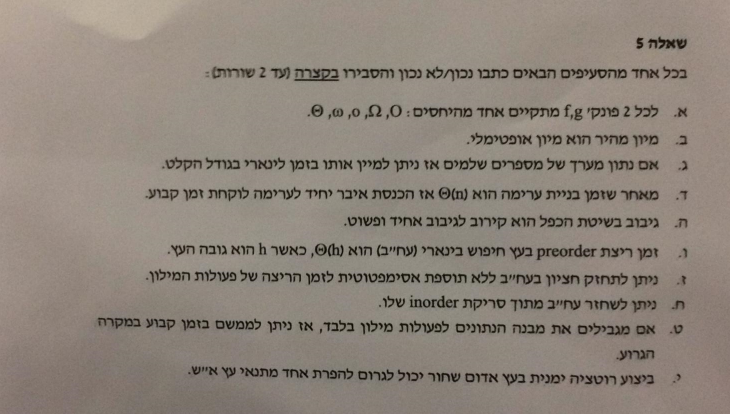 שאלה 5
בכל אחד מהסעיפים הבאים כתבו נכון/לא נכון והסבירו בקצרה (עד 2 שורות):
א. לכל 2 פונק' f,g מתקיים אחד מהיחסים: O, Ω, o, ω, Θ.
ב. מיון מהיר הוא מיון אופטימלי.
ג. אם נתון מערך של מספרים שלמים אז ניתן למיין אותו בזמן לינארי בגודל הקלט.
ד. מאחר שזמן בניית ערימה הוא Θ(n) אז הכנסת איבר יחיד לערימה לוקחת זמן קבוע.
ה. גיבוב בשיטת הכפל הוא קירוב לגיבוב אחיד ופשוט.
ו. זמן ריצת preorder בעץ חיפוש בינארי (עח״ב) הוא Θ(h), כאשר h הוא גובה העץ.
ז. ניתן לתחזק חציון בעח״ב ללא תוספת אסימפטוטית לזמן הריצה של פעולות המילון.
ח. ניתן לשחזר עח״ב מתוך סריקת inorder שלו.
ט. אם מגבילים את מבנה הנתונים לפעולות מילון בלבד, אז ניתן לממשם בזמן קבוע במקרה
הגרוע.
י. ביצוע רוטציה ימנית בעץ אדום שחור יכול לגרום להפרת אחד מתנאי עץ א״ש.